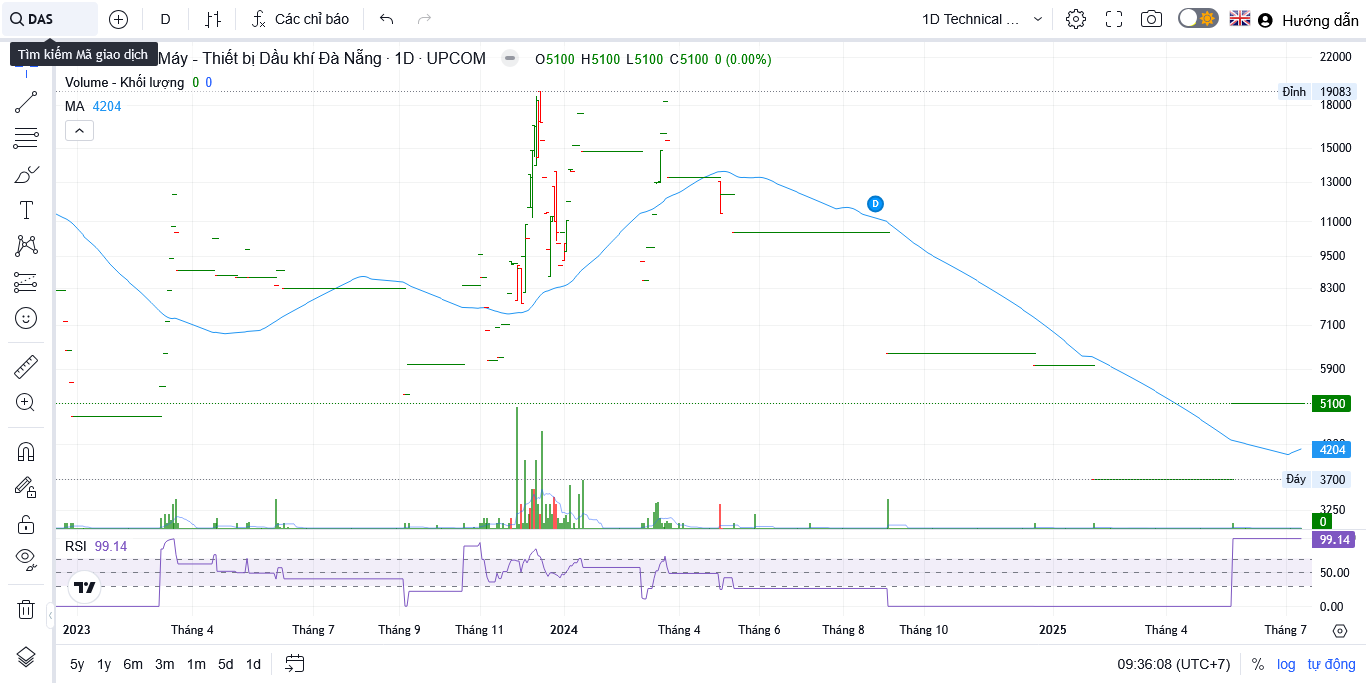 DAS
D
Các chỉ báo
1D Technical ...
Hướng dẫn
Tìm kiếm Mã giao dịch
Máy - Thiết bị Dầu khí Đà Nẵng · 1D · UPCOM
O5100 H5100 L5100 C5100 0 (0.00%)
Volume - Khối lượng 0 0
MA 4204
22000
Đỉnh 19083
18000
15000
13000
11000
9500
8300
7100
5900
5100
4204
Đáy 3700
3250
0
D
RSI 99.14
99.14
50.00
0.00
2023
Tháng 4
Tháng 7
Tháng 9
Tháng 11
2024
Tháng 4
Tháng 6
Tháng 8
Tháng 10
2025
Tháng 4
Tháng 7
5y 1y 6m 3m 1m 5d 1d
09:36:08 (UTC+7)
% log tự động